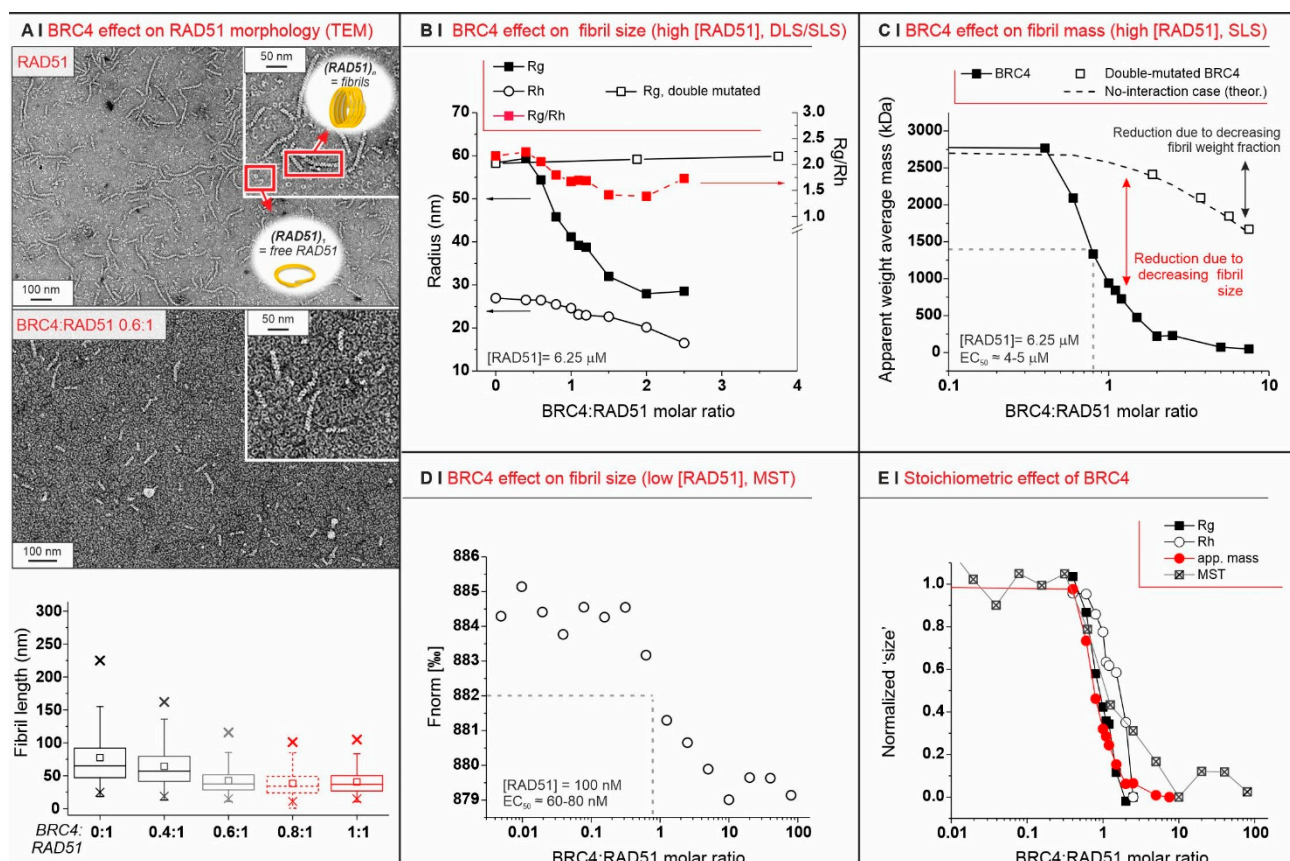 A I BRC4 effect on RAD51 morphology (TEM)
RAD51
50 nm
(RAD51)n
= fibrils
(RAD51)1
= free RAD51
100 nm
BRC4:RAD51 0.6:1
50 nm
100 nm
Fibril length (nm)
300
250
200
150
100
50
0
BRC4:
RAD51
0:1 0.4:1 0.6:1 0.8:1 1:1
B I BRC4 effect on fibril size (high [RAD51], DLS/SLS)
Rg
Rh
Rg/Rh
Rg, double mutated
Radius (nm)
70
60
50
40
30
20
10
3.0
2.5
2.0
1.5
1.0
Rg/Rh
[RAD51]= 6.25 µM
0 1 2 3 4
BRC4:RAD51 molar ratio
C I BRC4 effect on fibril mass (high [RAD51], SLS)
BRC4
Double-mutated BRC4
No-interaction case (theor.)
Apparent weight average mass (kDa)
3000
2500
2000
1500
1000
500
0
Reduction due to decreasing
fibril weight
fraction
Reduction due to
decreasing fibril
size
[RAD51]= 6.25 µM
EC50 ≈ 4-5 µM
0.1 1 10
BRC4:RAD51 molar ratio
D I BRC4 effect on fibril size (low [RAD51], MST)
Fnorm [‰]
886
885
884
883
882
881
880
879
[RAD51] = 100 nM
EC50 ≈ 60-80 nM
0.01 0.1 1 10 100
BRC4:RAD51 molar ratio
E I Stoichiometric effect of BRC4
Rg
Rh
app. mass
MST
Normalized 'size'
1.0
0.8
0.6
0.4
0.2
0.0
0.01 0.1 1 10 100
BRC4:RAD51 molar ratio